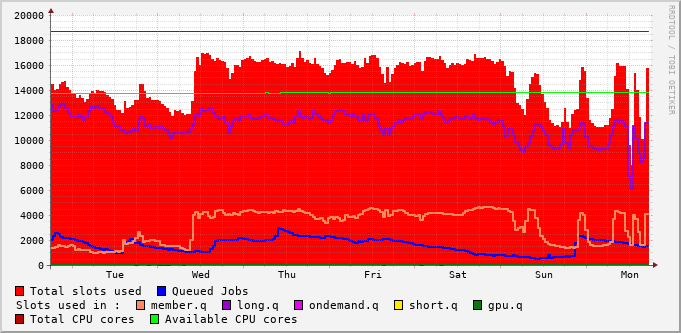 20000
18000
16000
14000
12000
10000
8000
6000
4000
2000
0
Tue Wed Thu Fri Sat Sun Mon
RRDTOOL / TOBI OETIKER
Total slots used Queued Jobs
Slots used in : member.q long.q ondemand.q short.q gpu.q
Total CPU cores Available CPU cores